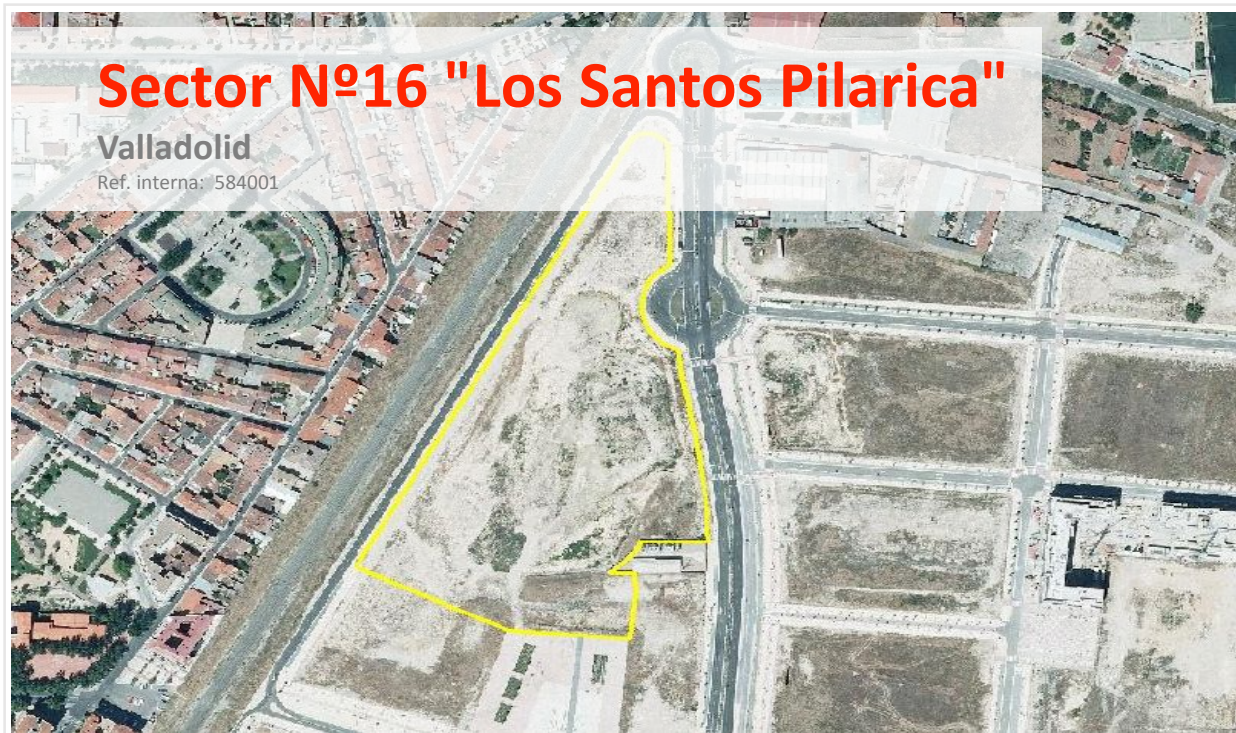 Sector Nº16 "Los Santos Pilarica"
Valladolid
Ref. interna: 584001